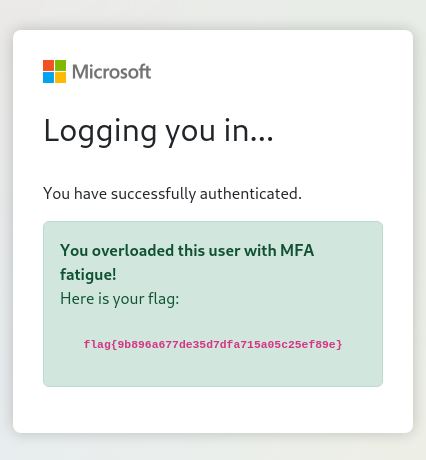 Microsoft
Logging you in...
You have successfully authenticated.
You overloaded this user with MFA
fatigue!
Here is your flag:
flag{9b896a677de35d7dfa715a05c25ef89e}